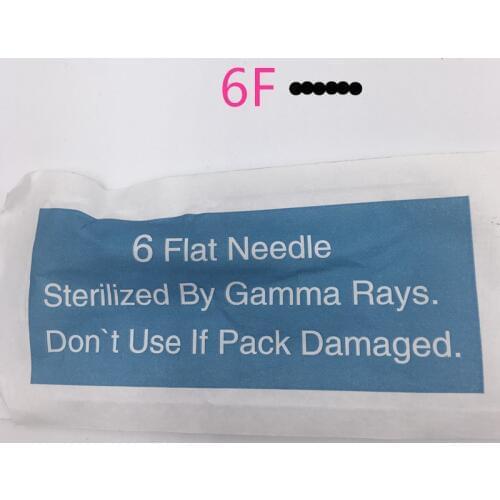 6F
6 Flat Needle
Sterilized By Gamma Rays.
Don`t Use If Pack Damaged.